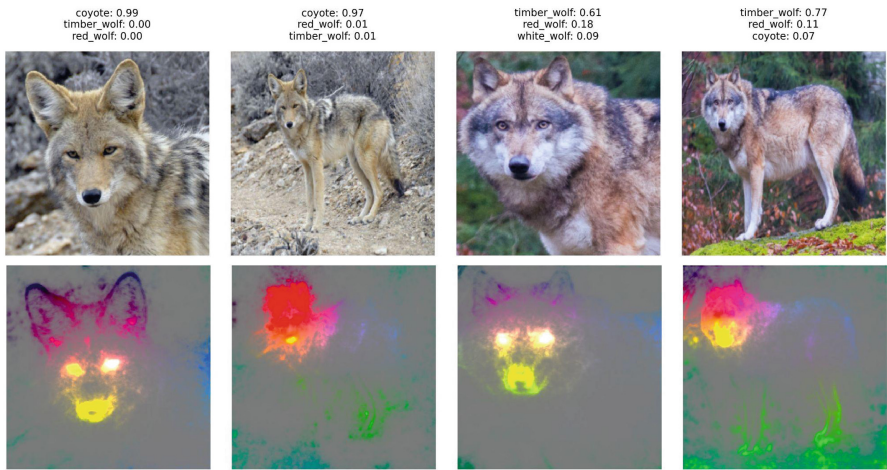 coyote: 0.99
timber_wolf: 0.00
red_wolf: 0.00
coyote: 0.97
red_wolf: 0.01
timber_wolf: 0.01
timber_wolf: 0.61
red_wolf: 0.18
white_wolf: 0.09
timber_wolf: 0.77
red_wolf: 0.11
coyote: 0.07